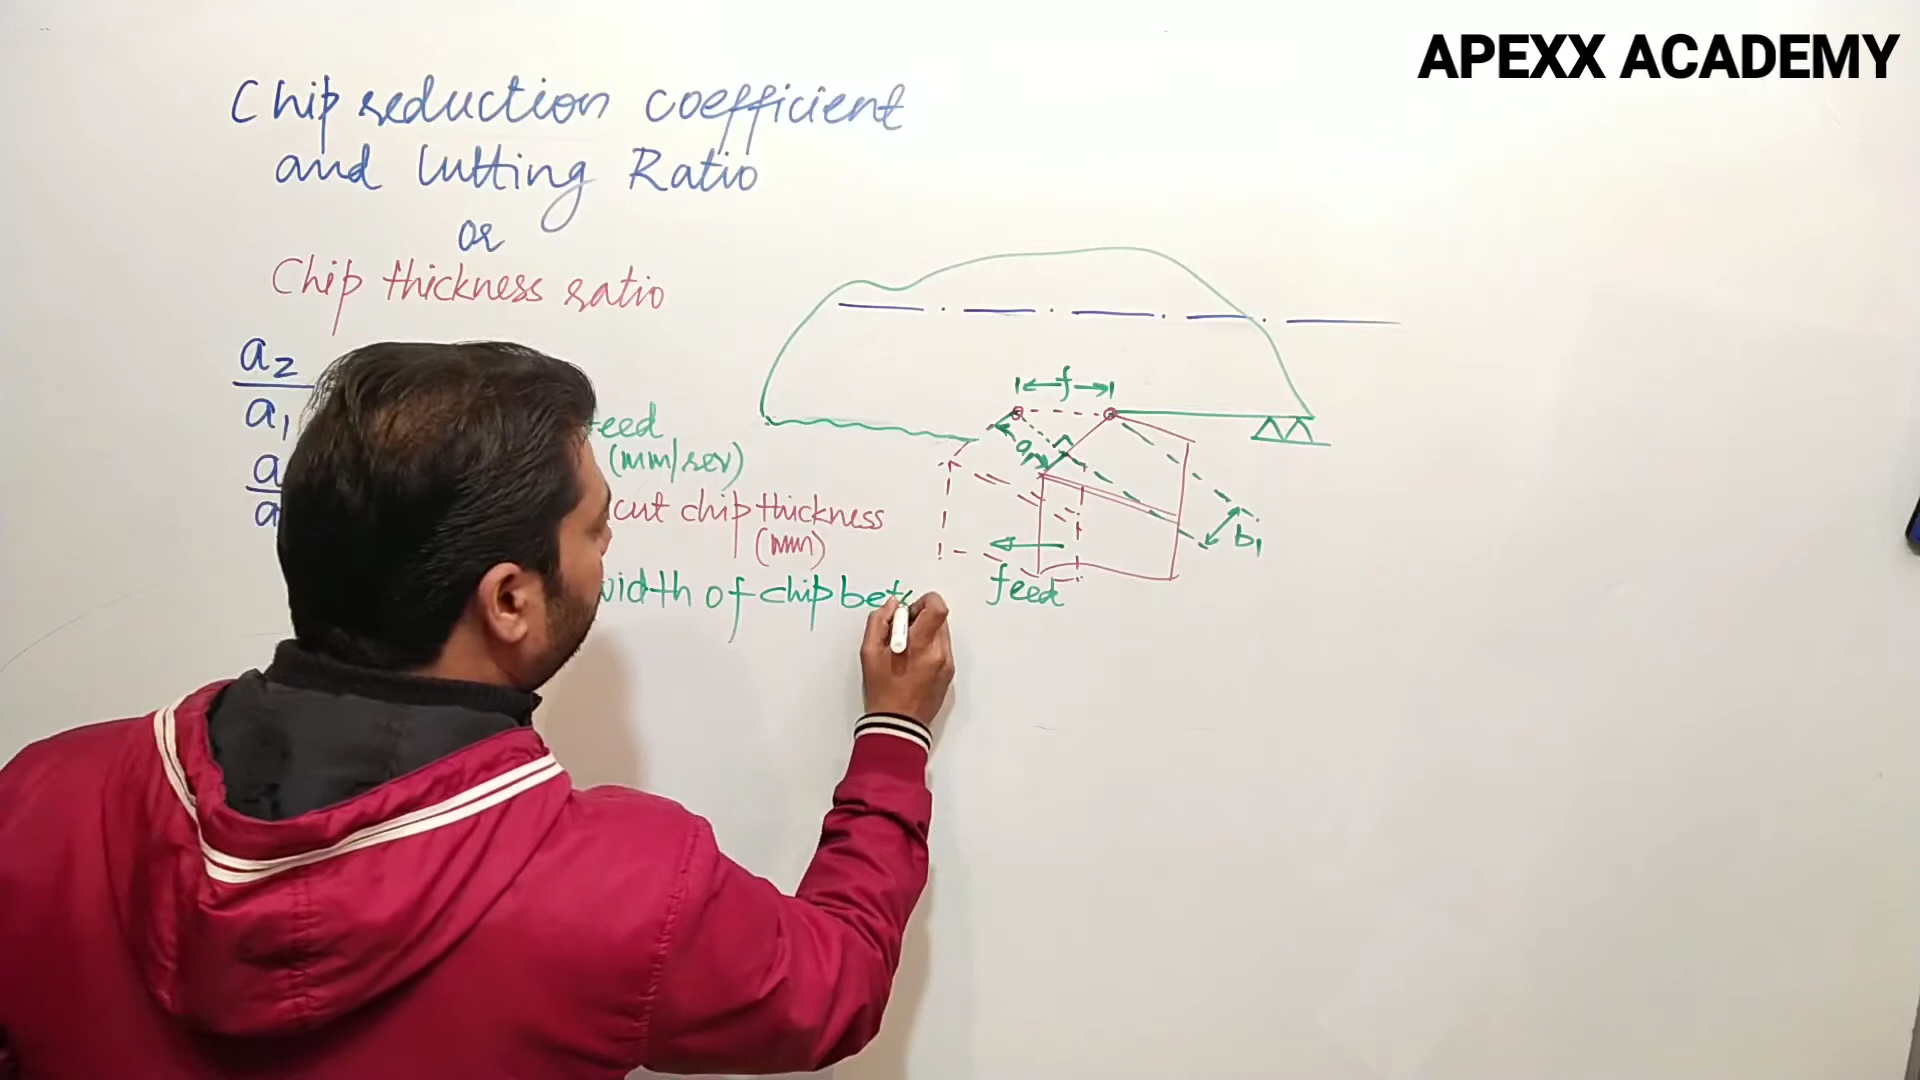 APEXX ACADEMY
Chip reduction coefficient
and Cutting Ratio
or
Chip thickness ratio
a2
a1
a
a
feed
(mm/rev)
cut chip thickness
(mm)
width of chip bef
f
a1
b1
feed